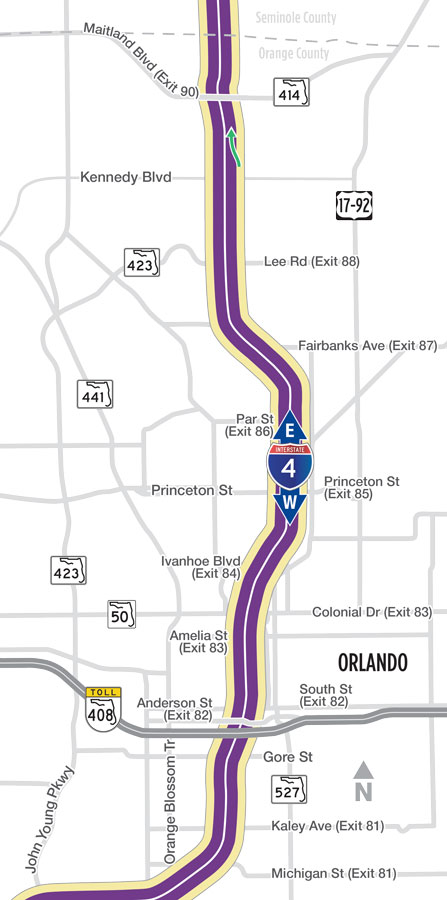 Seminole County
Orange County
Maitland Blvd (Exit 90)
414
Kennedy Blvd
17-92
423
Lee Rd (Exit 88)
Fairbanks Ave (Exit 87)
441
Par St
(Exit 86)
E
INTERSTATE
4
W
Princeton St
Princeton St
(Exit 85)
Ivanhoe Blvd
(Exit 84)
423
50
Colonial Dr (Exit 83)
Amelia St
(Exit 83)
ORLANDO
TOLL
408
Anderson St
(Exit 82)
South St
(Exit 82)
Gore St
527
N
John Young Pkwy
Orange Blossom Tr
Kaley Ave (Exit 81)
Michigan St (Exit 81)